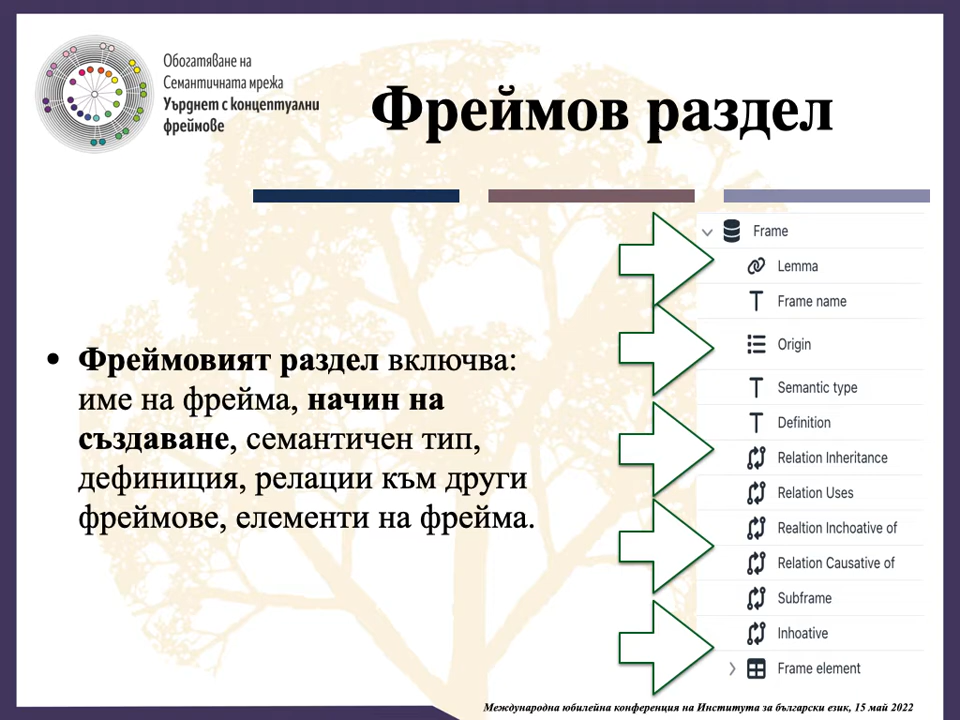 Обогатяване на
Семантичната мрежа
Уърднет с концептуални
фреймове
Фреймов раздел
• Фреймовият раздел включва:
име на фрейма, начин на
създаване, семантичен тип,
дефиниция, релации към други
фреймове, елементи на фрейма.
Frame
Lemma
Frame name
Origin
Semantic type
Definition
Relation Inheritance
Relation Uses
Realtion Inchoative of
Relation Causative of
Subframe
Inhoative
Frame element
Международна юбилейна конференция на Института за български език, 15 май 2022